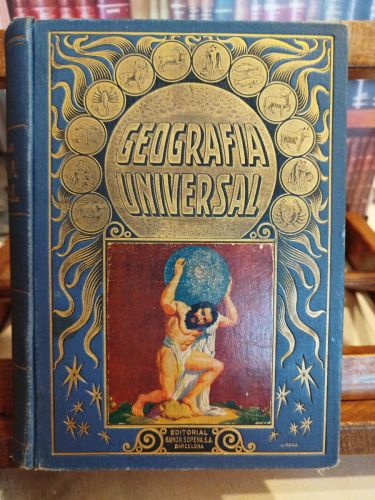 GEOGRAFIA
UNIVERSAL
EDITORIAL
RAMON SOPENA, S.A.
BARCELONA